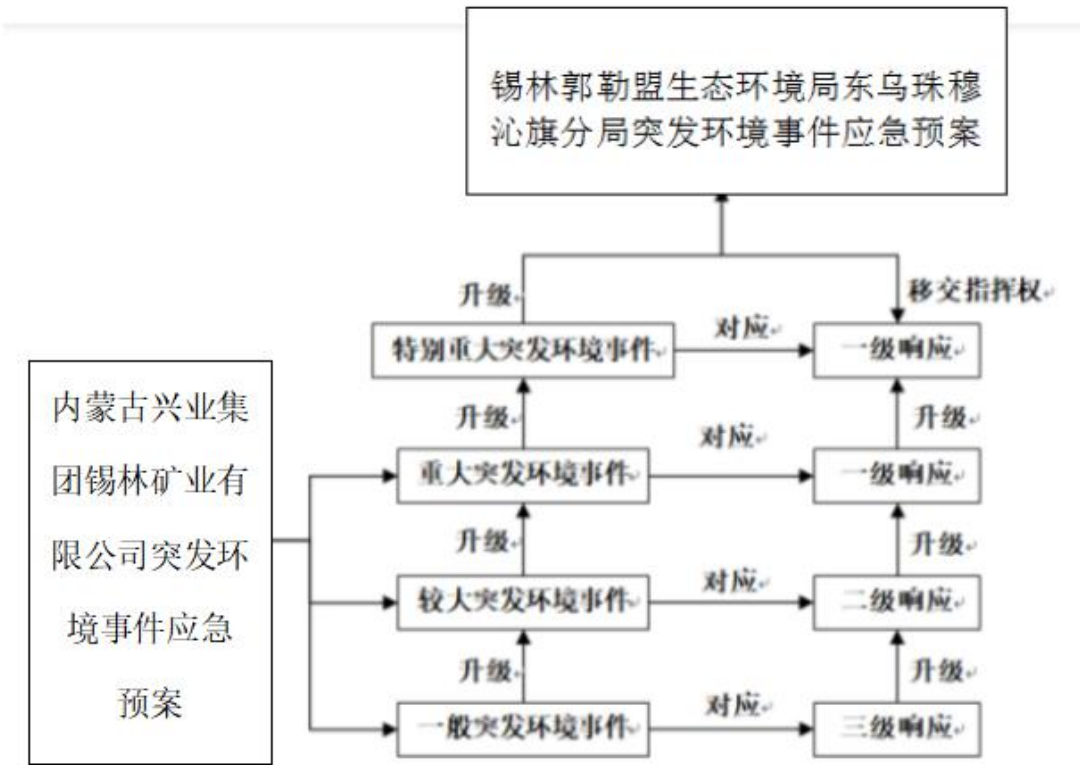 锡林郭勒盟生态环境局东乌珠穆
沁旗分局突发环境事件应急预案
升级
移交指挥权
特别重大突发环境事件
对应
一级响应
内蒙古兴业集
团锡林矿业有
限公司突发环
境事件应急
预案
升级
对应
升级
重大突发环境事件
一级响应
升级
对应
升级
较大突发环境事件
二级响应
升级
对应
升级
一般突发环境事件
三级响应